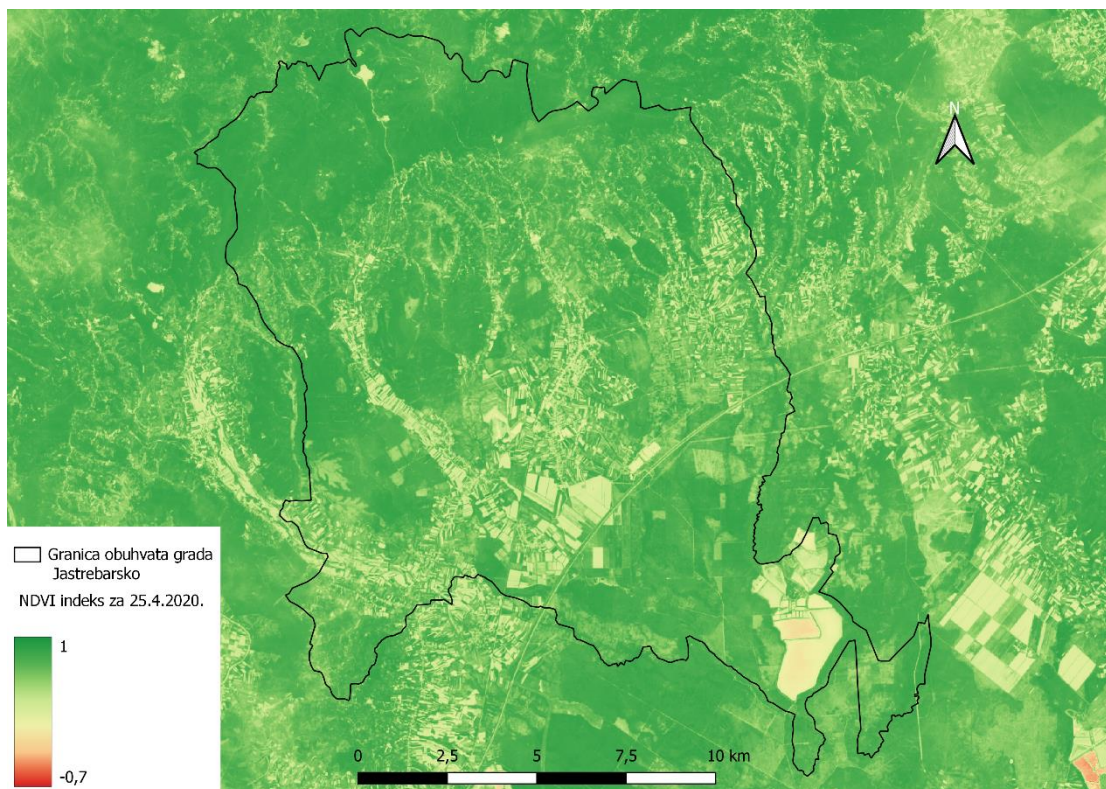 N
Granica obuhvata grada
Jastrebarsko
NDVI indeks za 25.4.2020.
1
-0,7
0 2,5 5 7,5 10 km